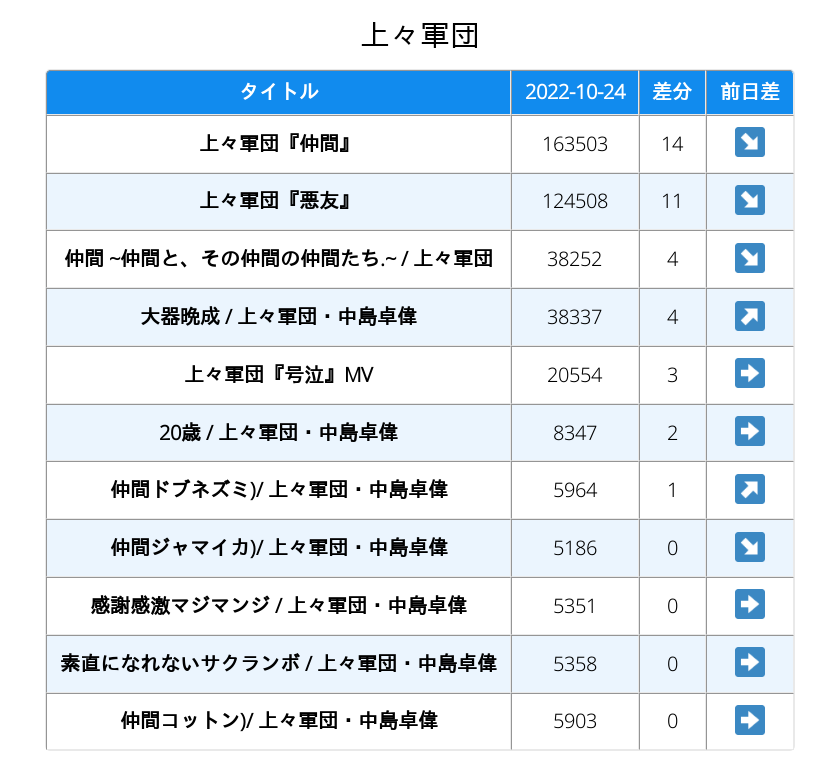 上々軍団
タイトル 2022-10-24 差分 前日差
上々軍団『仲間』 163503 14 ↘
上々軍団『悪友』 124508 11 ↘
仲間 ~仲間と、その仲間の仲間たち.~ / 上々軍団 38252 4 ↘
大器晩成 / 上々軍団・中島卓偉 38337 4 ↗
上々軍団『号泣』MV 20554 3 ➡
20歳 / 上々軍団・中島卓偉 8347 2 ➡
仲間ドブネズミ)/ 上々軍団・中島卓偉 5964 1 ↗
仲間ジャマイカ)/ 上々軍団・中島卓偉 5186 0 ↘
感謝感激マジマンジ / 上々軍団・中島卓偉 5351 0 ➡
素直になれないサクランボ / 上々軍団・中島卓偉 5358 0 ➡
仲間コットン)/ 上々軍団・中島卓偉 5903 0 ➡